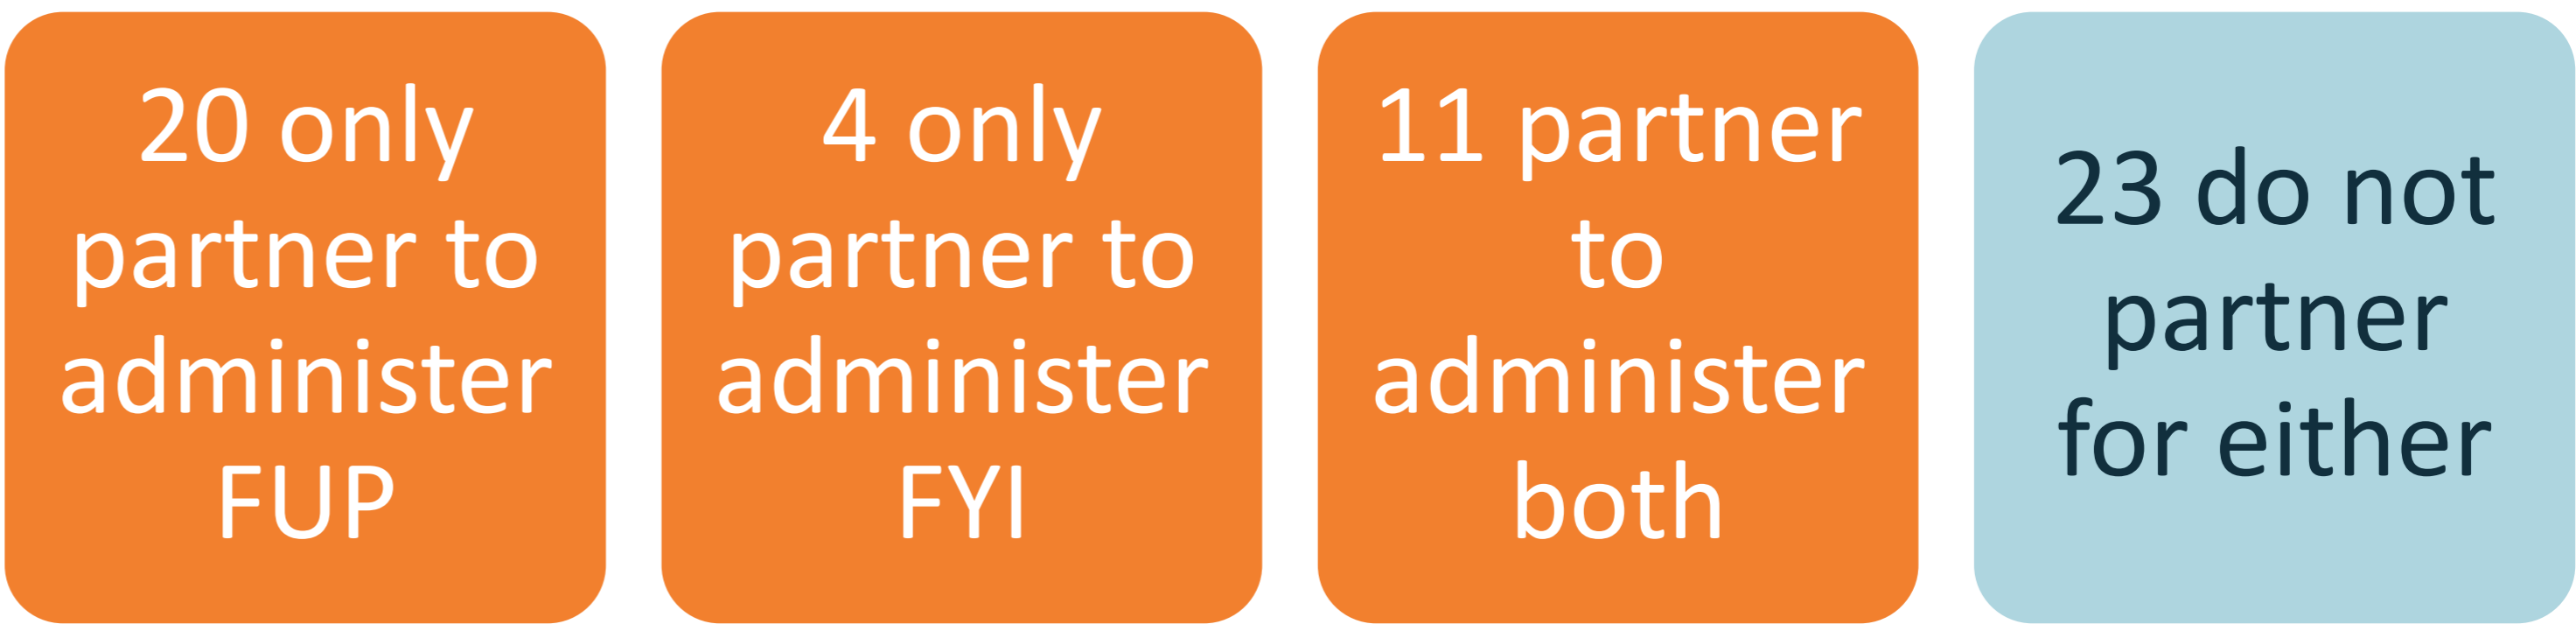 20 only
partner to
administer
FUP
4 only
partner to
administer
FYI
11 partner
to
administer
both
23 do not
partner
for either